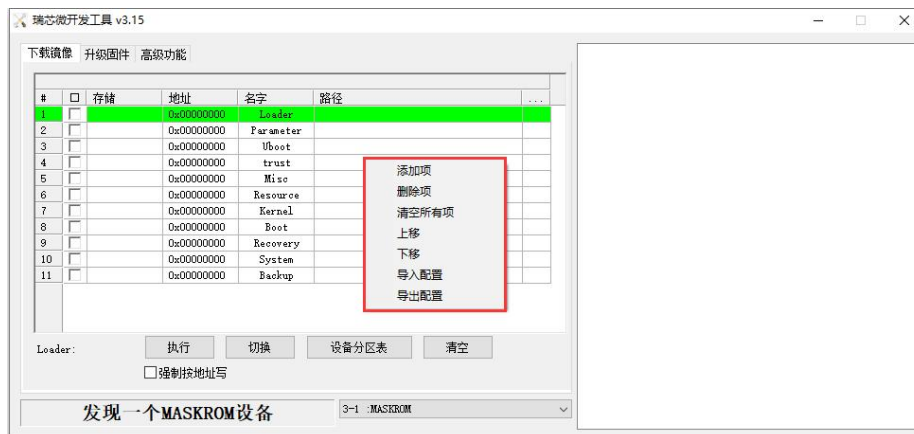 瑞芯微开发工具 v3.15
下载镜像 升级固件 高级功能
# 存储 地址 名字 路径 ...
1 0x00000000 Loader
2 0x00000000 Parameter
3 0x00000000 Uboot
4 0x00000000 trust
5 0x00000000 Misc
6 0x00000000 Resource
7 0x00000000 Kernel
8 0x00000000 Boot
9 0x00000000 Recovery
10 0x00000000 System
11 0x00000000 Backup
添加项
删除项
清空所有项
上移
下移
导入配置
导出配置
Loader: 执行 切换 设备分区表 清空
强制按地址写
发现一个MASKROM设备 3-1 :MASKROM